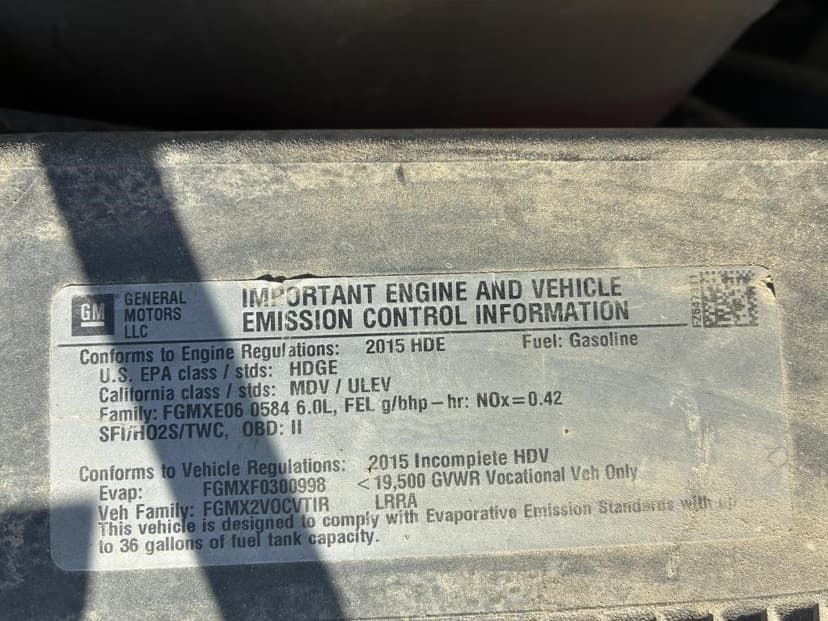 GM
GENERAL MOTORS LLC
IMPORTANT ENGINE AND VEHICLE
EMISSION CONTROL INFORMATION
Conforms to Engine Regulations: 2015 HDE Fuel: Gasoline
U.S. EPA class / stds: HDGE
California class / stds: MDV / ULEV
Family: FGMXE06 0584 6.0L, FEL g/bhp-hr: NOx=0.42
SFI/HO2S/TWC, OBD: II
Conforms to Vehicle Regulations: 2015 Incomplete HDV
Evap: FGMXF0300998 <19,500 GVWR Vocational Veh Only
Veh Family: FGMX2VOCVTIR LRRA
This vehicle is designed to comply with Evaporative Emission Standards with up
to 36 gallons of fuel tank capacity.